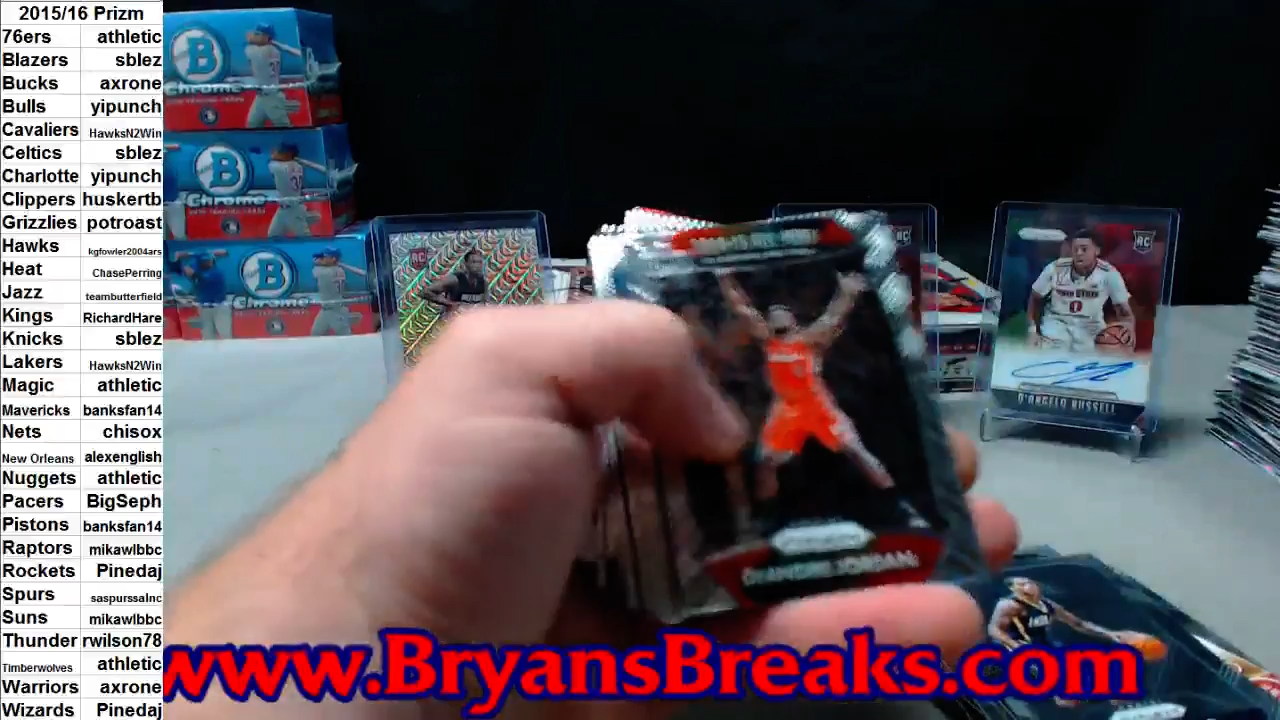 2015/16 Prizm
76ers athletic
Blazers sblez
Bucks axrone
Bulls yipunch
Cavaliers HawksN2Win
Celtics sblez
Charlotte yipunch
Clippers huskertb
Grizzlies potroast
Hawks kgfowler2004ars
Heat ChasePerring
Jazz teambutterfield
Kings RichardHare
Knicks sblez
Lakers HawksN2Win
Magic athletic
Mavericks banksfan14
Nets chisox
New Orleans alexenglish
Nuggets athletic
Pacers BigSeph
Pistons banksfan14
Raptors mikawlbbc
Rockets Pinedaj
Spurs saspurssalnc
Suns mikawlbbc
Thunder rwilson78
Timberwolves athletic
Warriors axrone
Wizards Pinedaj
B
Chrome
B
Chrome
B
RC
RC
RC
D'ANGELO RUSSELL
DEANDRE JORDAN
www.BryansBreaks.com